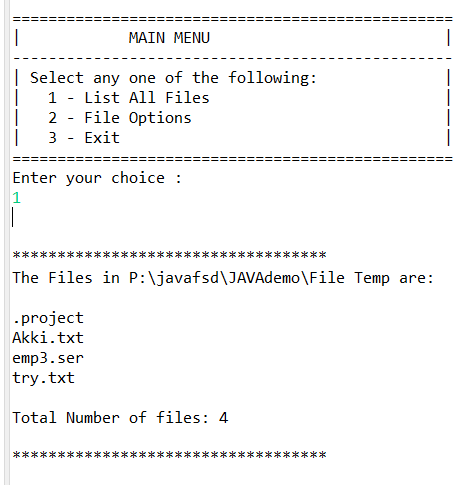 =================================================
|            MAIN MENU                          |
-------------------------------------------------
| Select any one of the following:              |
|   1 - List All Files                          |
|   2 - File Options                            |
|   3 - Exit                                    |
=================================================
Enter your choice :
1

***********************************
The Files in P:\javafsd\JAVAdemo\File Temp are:

.project
Akki.txt
emp3.ser
try.txt

Total Number of files: 4

***********************************